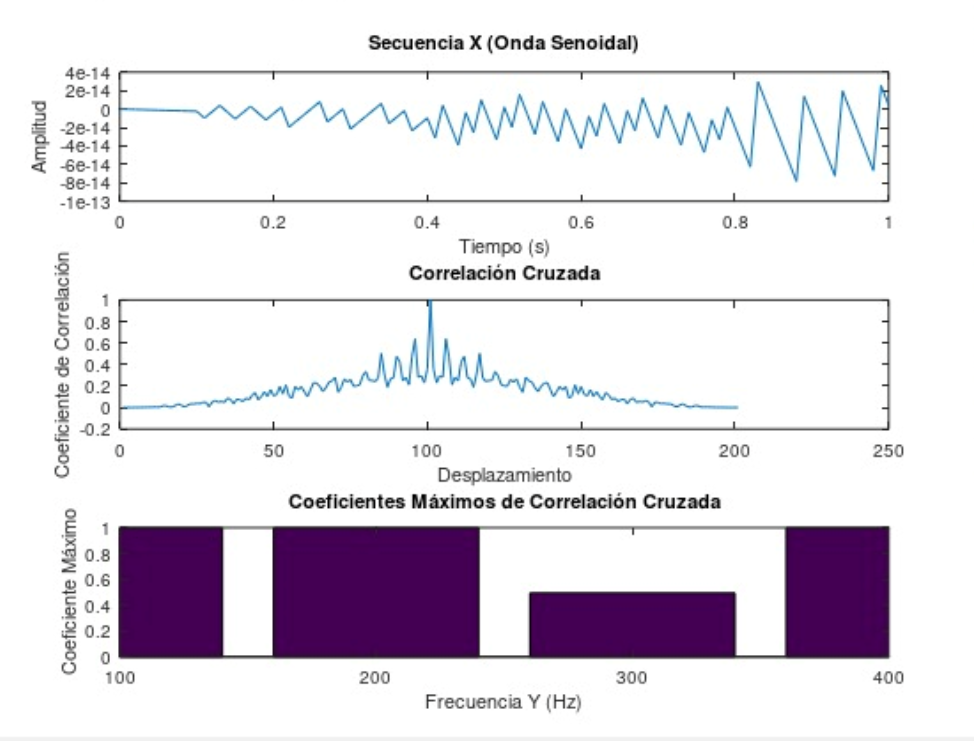 Secuencia X (Onda Senoidal)
4e-14
2e-14
0
-2e-14
-4e-14
-6e-14
-8e-14
-1e-13
Amplitud
0 0.2 0.4 0.6 0.8 1
Tiempo (s)
Correlación Cruzada
1
0.8
0.6
0.4
0.2
0
-0.2
Coeficiente de Correlación
0 50 100 150 200 250
Desplazamiento
Coeficientes Máximos de Correlación Cruzada
1
0.8
0.6
0.4
0.2
0
Coeficiente Máximo
100 200 300 400
Frecuencia Y (Hz)